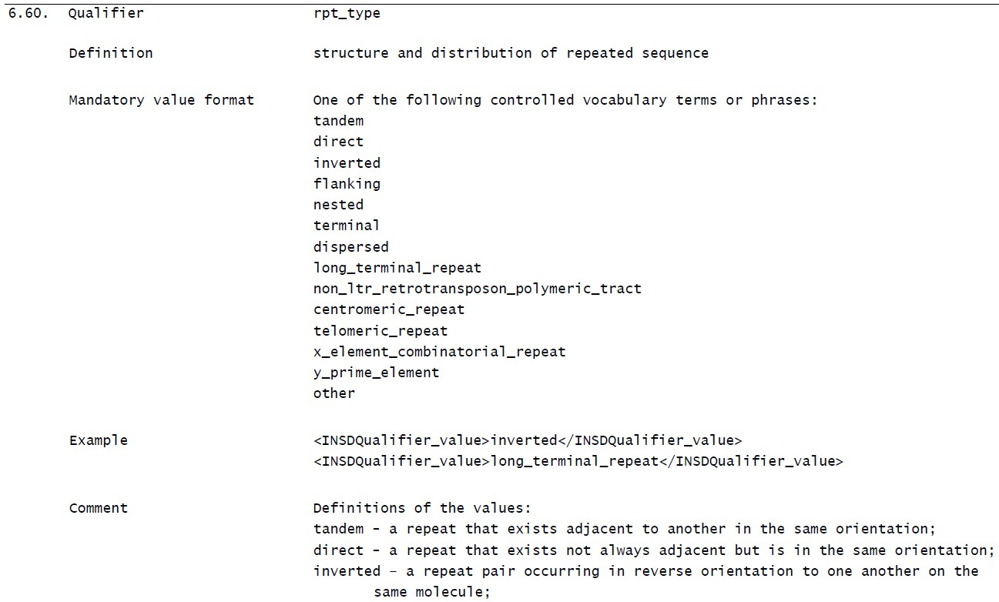 6.60. Qualifier rpt_type
Definition structure and distribution of repeated sequence
Mandatory value format One of the following controlled vocabulary terms or phrases:
tandem
direct
inverted
flanking
nested
terminal
dispersed
long_terminal_repeat
non_ltr_retrotransposon_polymeric_tract
centromeric_repeat
telomeric_repeat
x_element_combinatorial_repeat
y_prime_element
other
Example <INSDQualifier_value>inverted</INSDQualifier_value>
<INSDQualifier_value>long_terminal_repeat</INSDQualifier_value>
Comment Definitions of the values:
tandem - a repeat that exists adjacent to another in the same orientation;
direct - a repeat that exists not always adjacent but is in the same orientation;
inverted - a repeat pair occurring in reverse orientation to one another on the
same molecule;